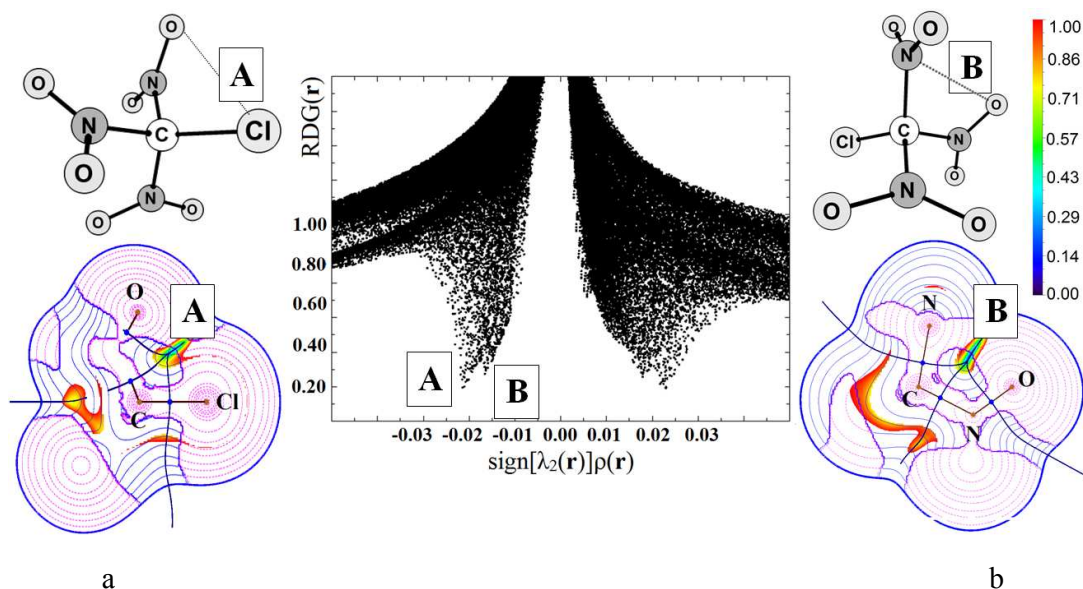 O
A
O
N
O
N
C
Cl
O
N
O
O
O
A
C
Cl
RDG(r)
1.00
0.80
0.60
0.40
0.20
A
B
-0.03 -0.02 -0.01 0.00 0.01 0.02 0.03
sign[λ₂(r)]ρ(r)
O
O
N
B
O
Cl
C
N
O
N
O
O
1.00
0.86
0.71
0.57
0.43
0.29
0.14
0.00
N
B
O
C
N
a
b